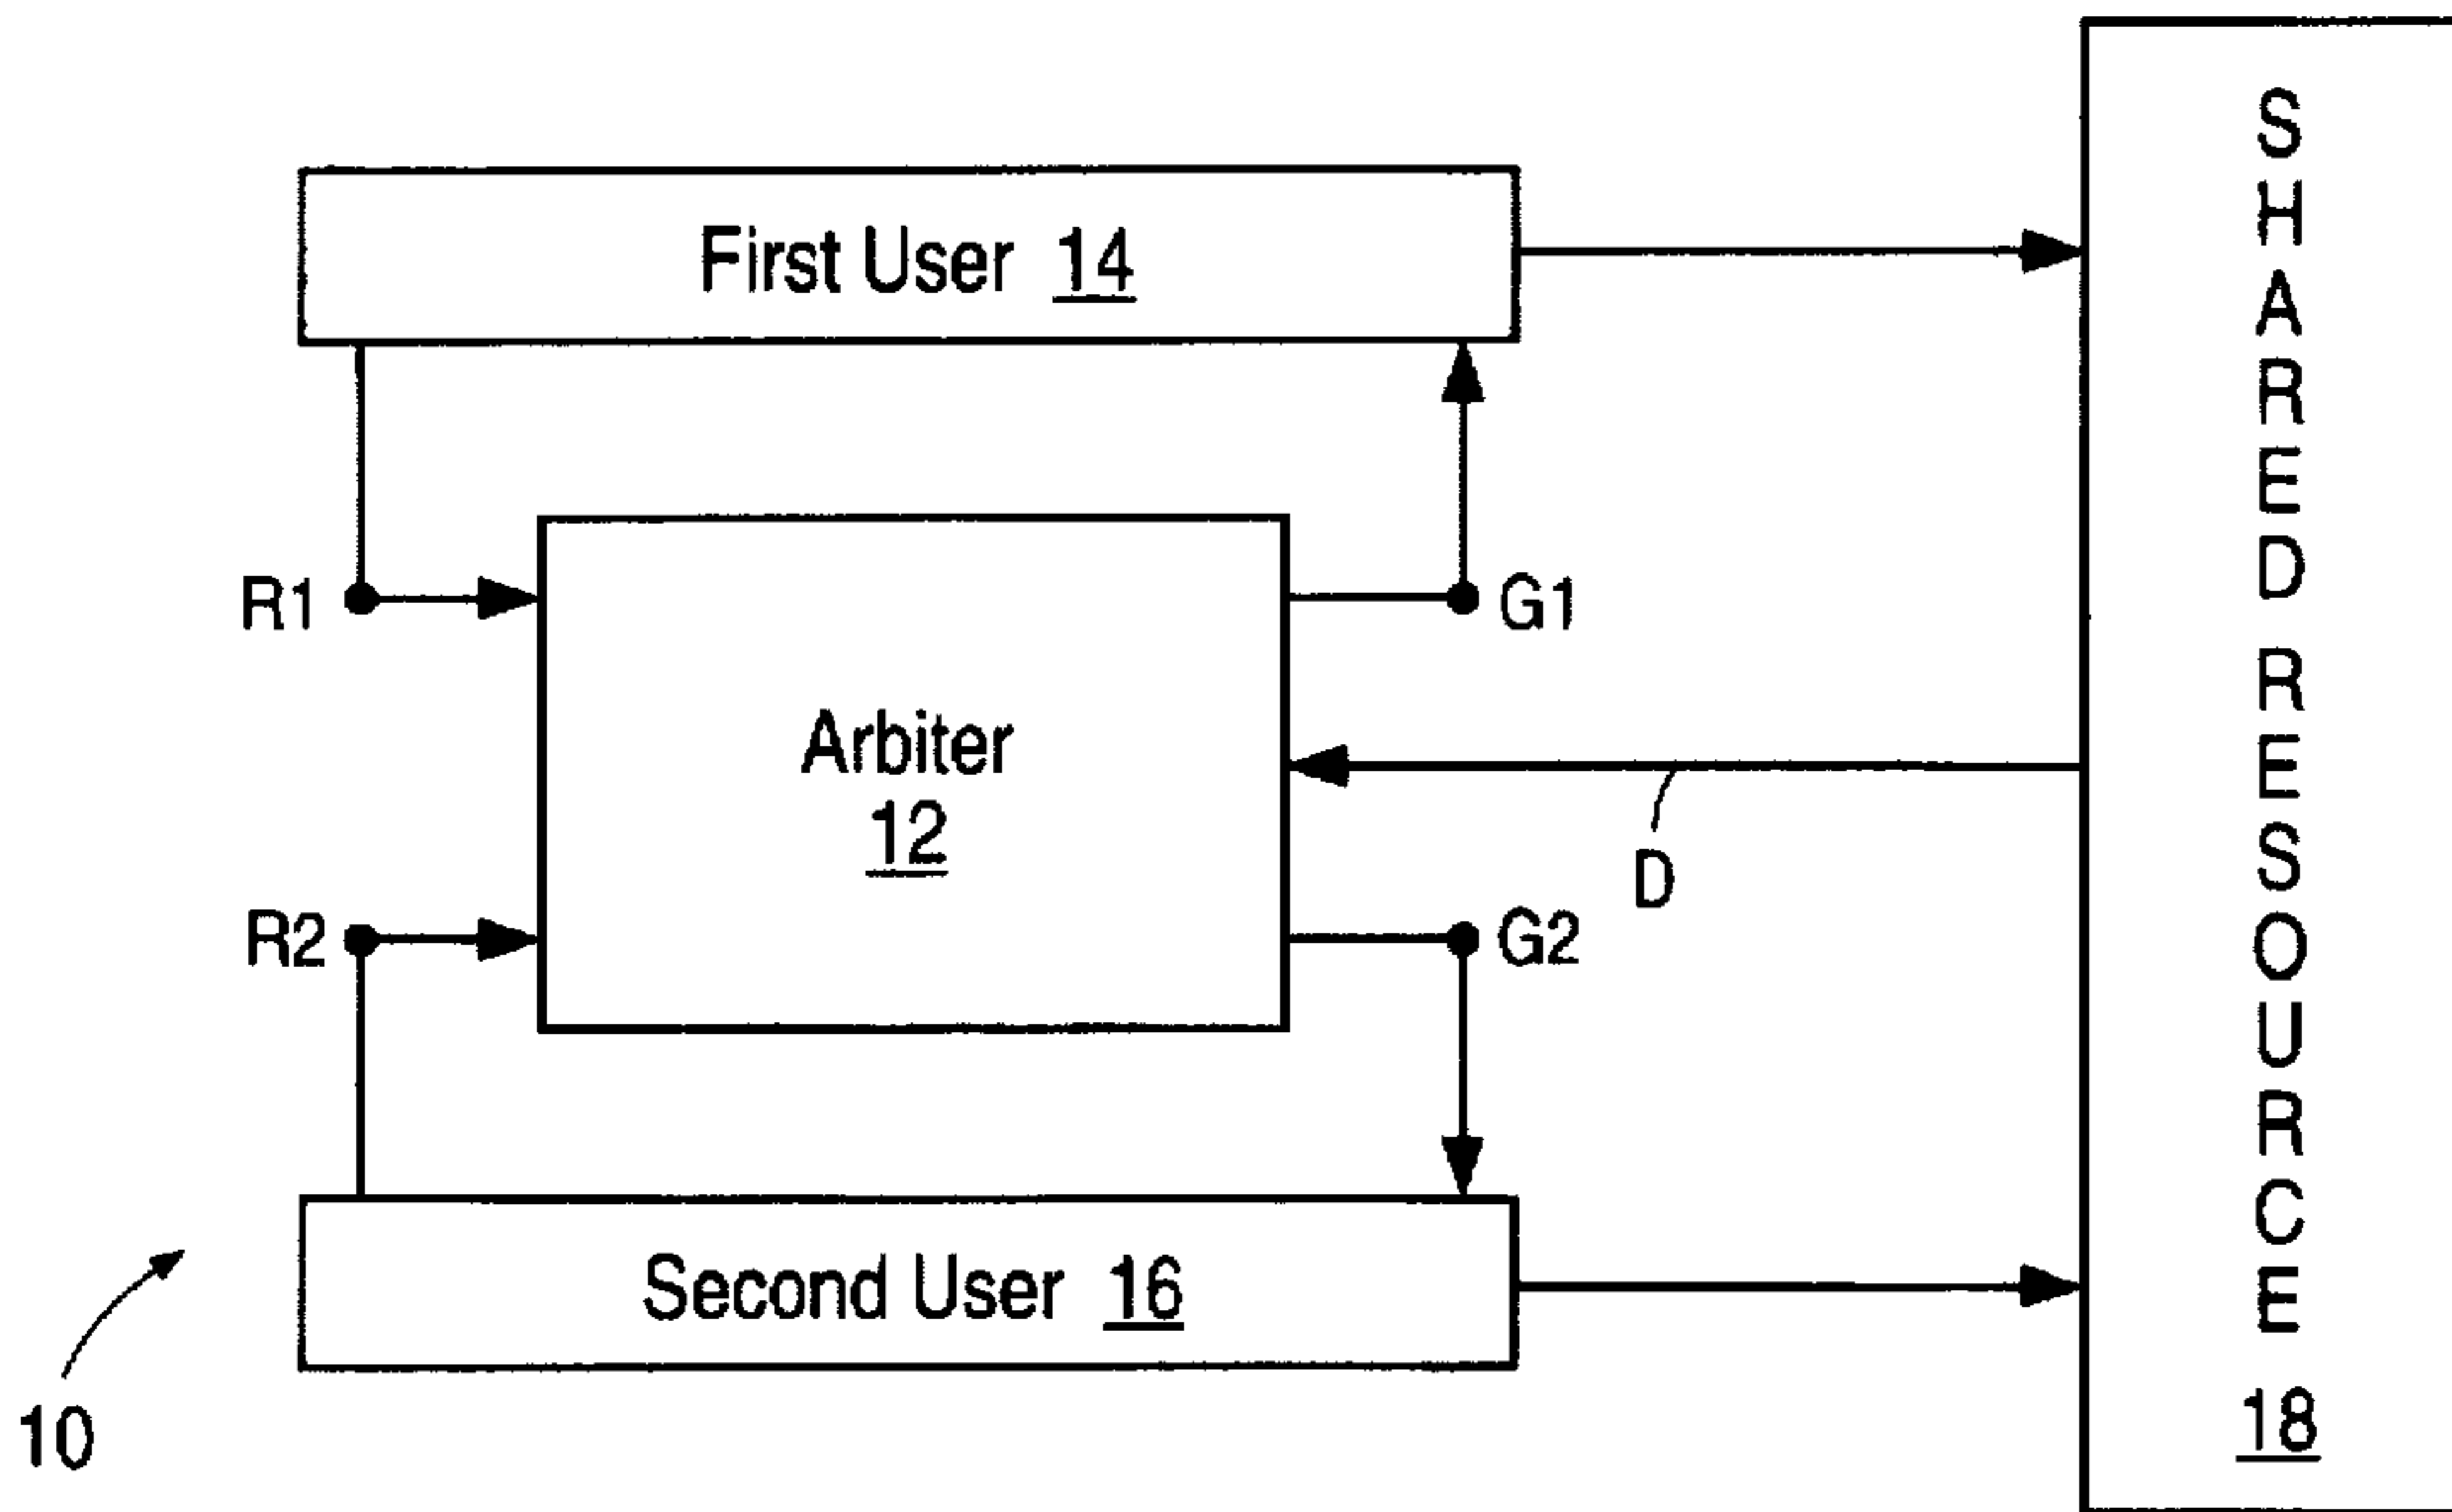 First User 14
R1
G1
Arbiter
12
D
R2
G2
Second User 16
10
SHARED RESOURCE
18